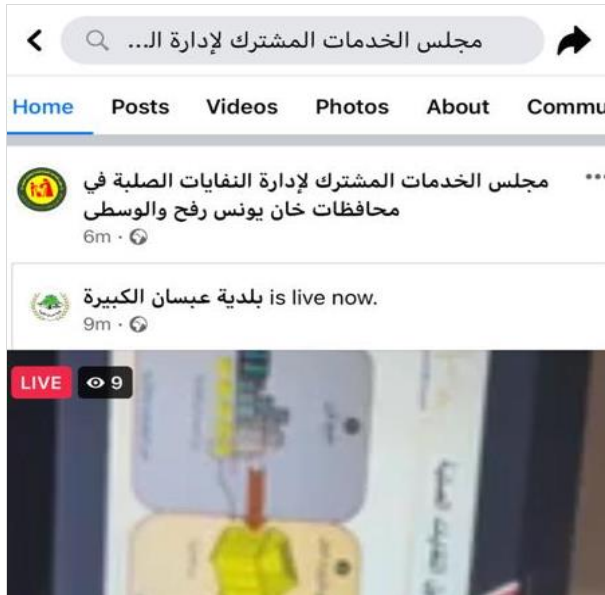 مجلس الخدمات المشترك لإدارة ال...
Home Posts Videos Photos About Commu
مجلس الخدمات المشترك لإدارة النفايات الصلبة في
محافظات خان يونس رفح والوسطى
6m ·
بلدية عبسان الكبيرة is live now.
9m ·
LIVE 9